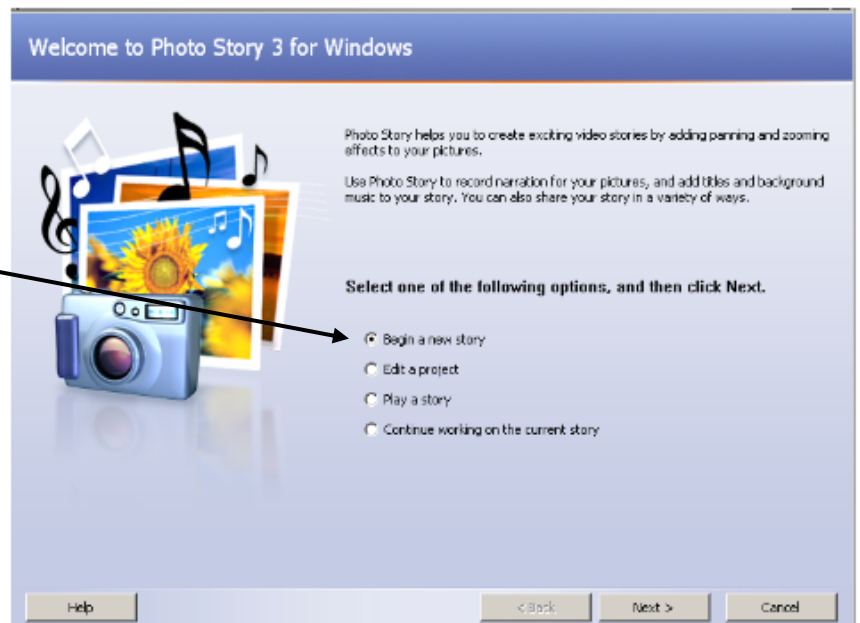 Welcome to Photo Story 3 for Windows
Photo Story helps you to create exciting video stories by adding panning and zooming
effects to your pictures.
Use Photo Story to record narration for your pictures, and add titles and background
music to your story. You can also share your story in a variety of ways.
Select one of the following options, and then click Next.
Begin a new story
Edit a project
Play a story
Continue working on the current story
Help
< Back
Next >
Cancel